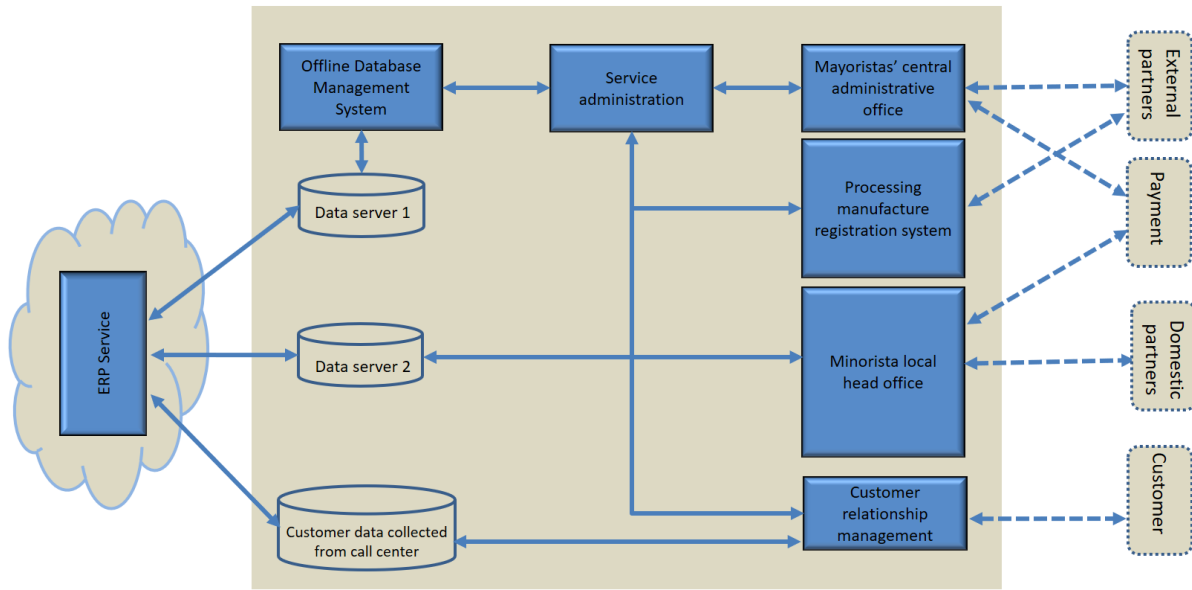 Offline Database
Management
System
Service
administration
Mayoristas’ central
administrative
office
External
partners
Data server 1
Processing
manufacture
registration system
Payment
ERP Service
Data server 2
Minorista local
head office
Domestic
partners
Customer data collected
from call center
Customer
relationship
management
Customer